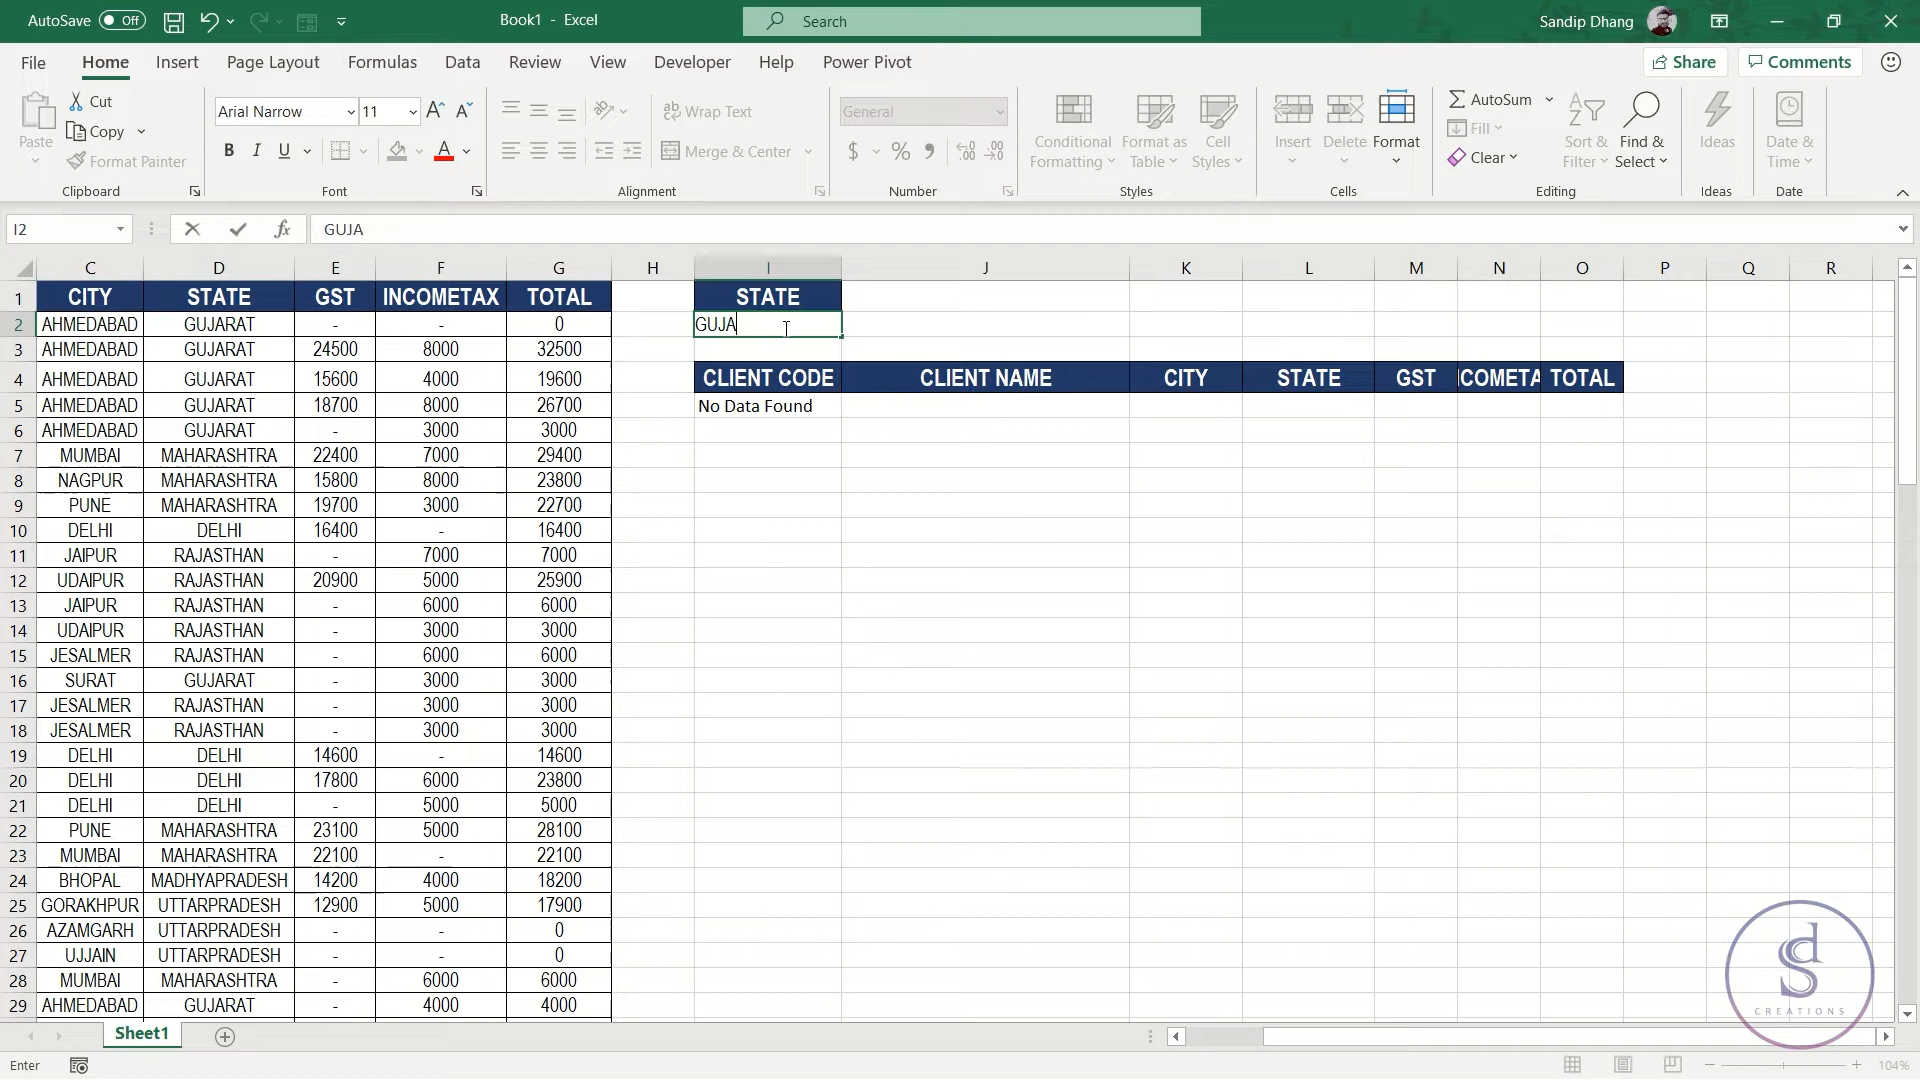 AutoSave Off Book1 - Excel Search Sandip Dhang
File Home Insert Page Layout Formulas Data Review View Developer Help Power Pivot Share Comments
Paste Cut Copy Format Painter Clipboard
Arial Narrow 11 B I U A Font
Wrap Text Merge & Center Alignment
General $ % Number
Conditional Formatting Format as Table Cell Styles Styles
Insert Delete Format Cells
AutoSum Fill Clear Sort & Filter Find & Select Editing
Ideas Ideas
Date & Time Date
I2 fx GUJA
C D E F G H I J K L M N O P Q R
1 CITY STATE GST INCOMETAX TOTAL STATE
2 AHMEDABAD GUJARAT - - 0 GUJA
3 AHMEDABAD GUJARAT 24500 8000 32500
4 AHMEDABAD GUJARAT 15600 4000 19600 CLIENT CODE CLIENT NAME CITY STATE GST NCOMETA TOTAL
5 AHMEDABAD GUJARAT 18700 8000 26700 No Data Found
6 AHMEDABAD GUJARAT - 3000 3000
7 MUMBAI MAHARASHTRA 22400 7000 29400
8 NAGPUR MAHARASHTRA 15800 8000 23800
9 PUNE MAHARASHTRA 19700 3000 22700
10 DELHI DELHI 16400 - 16400
11 JAIPUR RAJASTHAN - 7000 7000
12 UDAIPUR RAJASTHAN 20900 5000 25900
13 JAIPUR RAJASTHAN - 6000 6000
14 UDAIPUR RAJASTHAN - 3000 3000
15 JESALMER RAJASTHAN - 6000 6000
16 SURAT GUJARAT - 3000 3000
17 JESALMER RAJASTHAN - 3000 3000
18 JESALMER RAJASTHAN - 3000 3000
19 DELHI DELHI 14600 - 14600
20 DELHI DELHI 17800 6000 23800
21 DELHI DELHI - 5000 5000
22 PUNE MAHARASHTRA 23100 5000 28100
23 MUMBAI MAHARASHTRA 22100 - 22100
24 BHOPAL MADHYAPRADESH 14200 4000 18200
25 GORAKHPUR UTTARPRADESH 12900 5000 17900
26 AZAMGARH UTTARPRADESH - - 0
27 UJJAIN UTTARPRADESH - - 0
28 MUMBAI MAHARASHTRA - 6000 6000
29 AHMEDABAD GUJARAT - 4000 4000
CREATIONS
Sheet1
Enter 104%